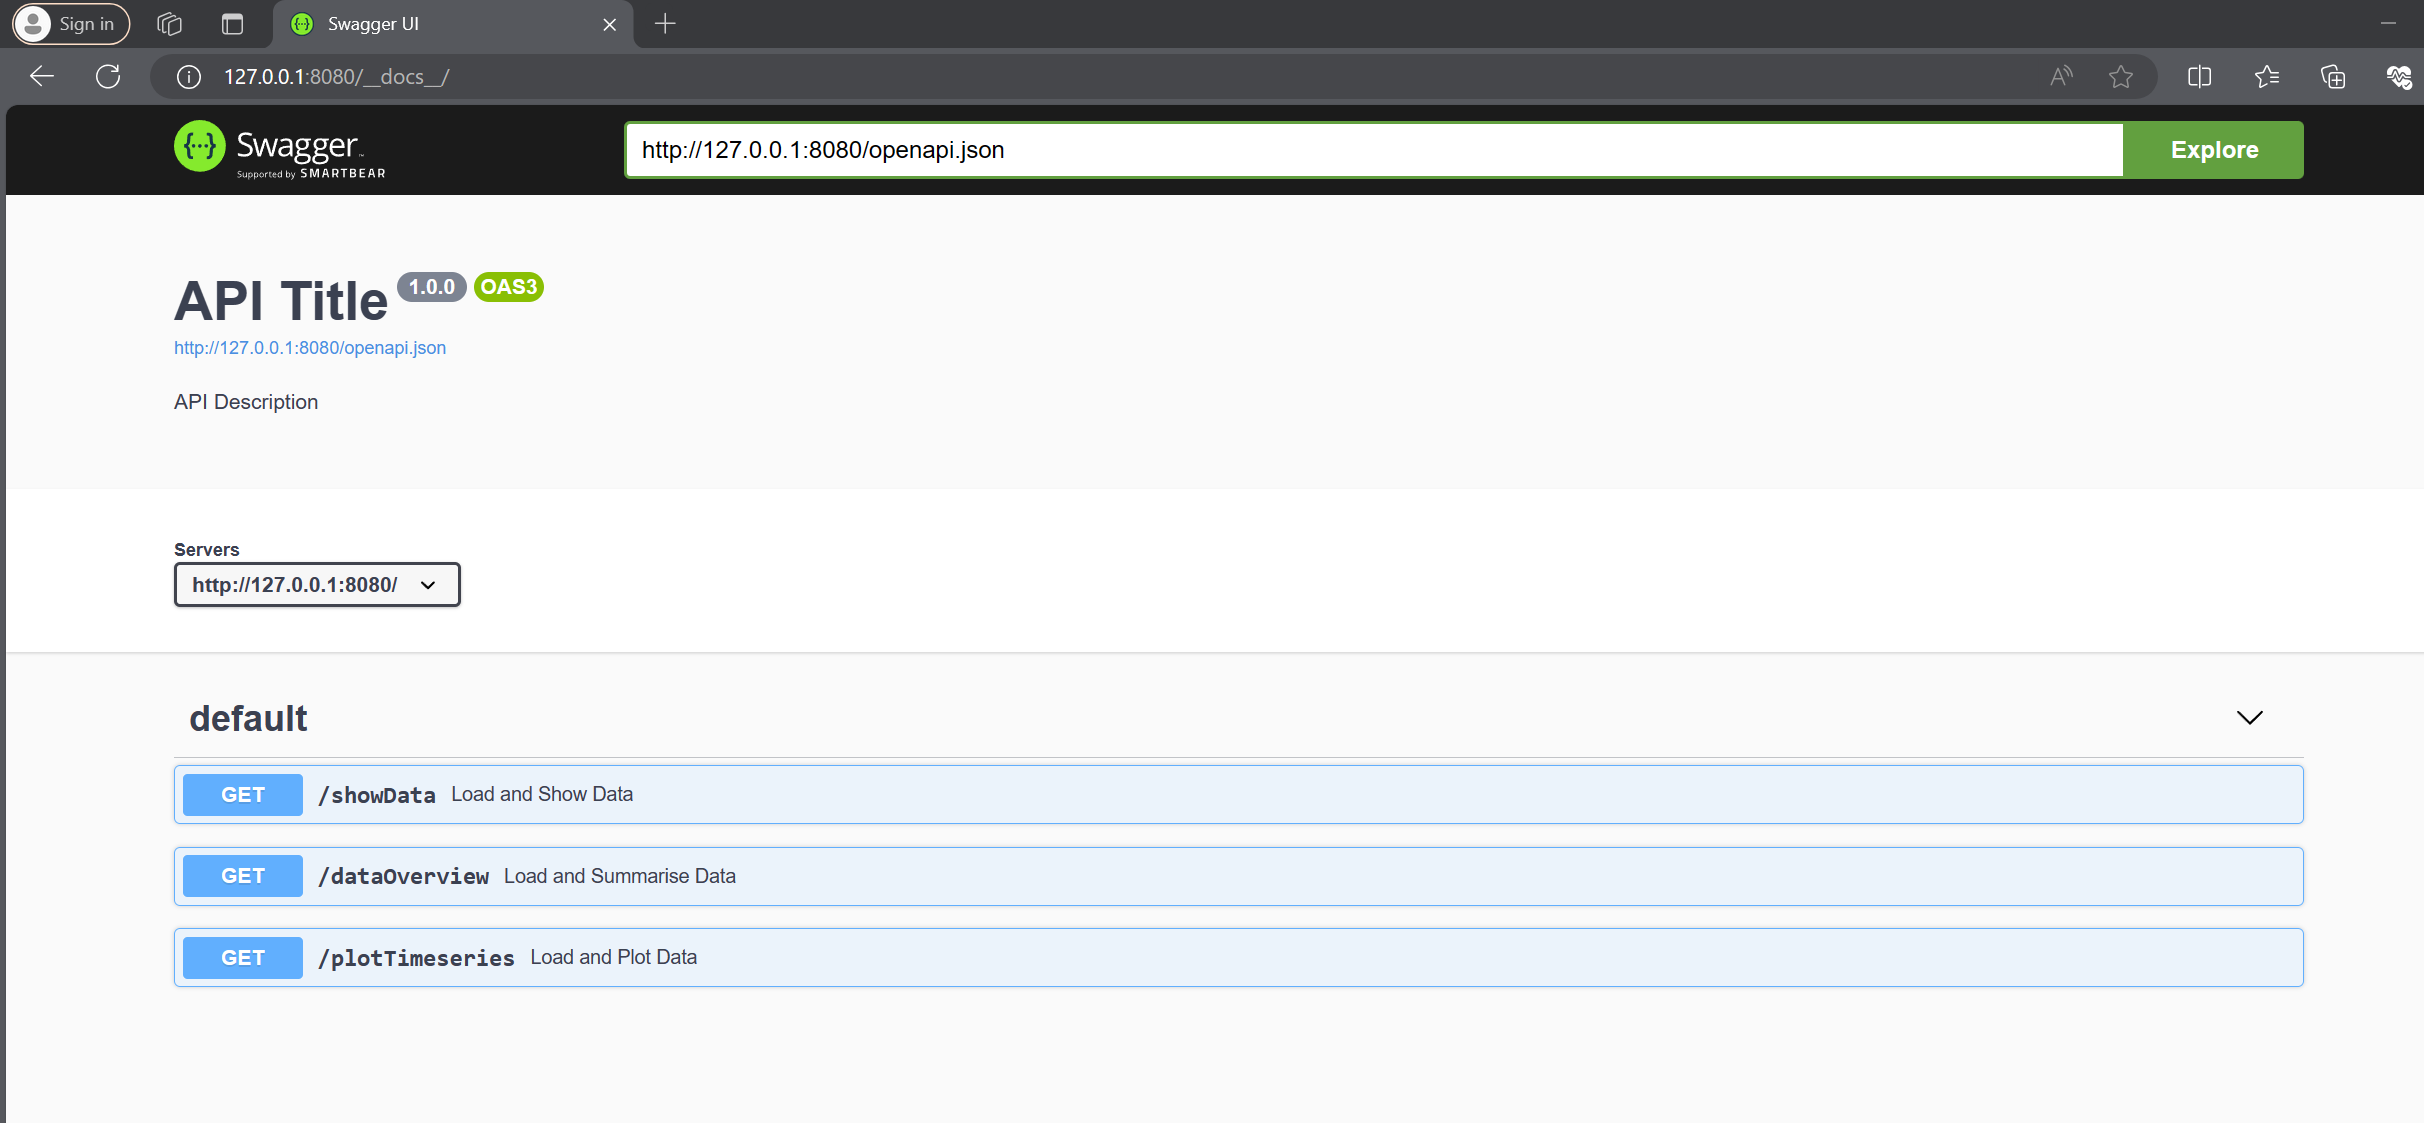 Sign in
Swagger UI
127.0.0.1:8080/__docs__/
{...} Swagger
Supported by SMARTBEAR
http://127.0.0.1:8080/openapi.json
Explore
API Title 1.0.0 OAS3
http://127.0.0.1:8080/openapi.json
API Description
Servers
http://127.0.0.1:8080/
default
GET /showData Load and Show Data
GET /dataOverview Load and Summarise Data
GET /plotTimeseries Load and Plot Data